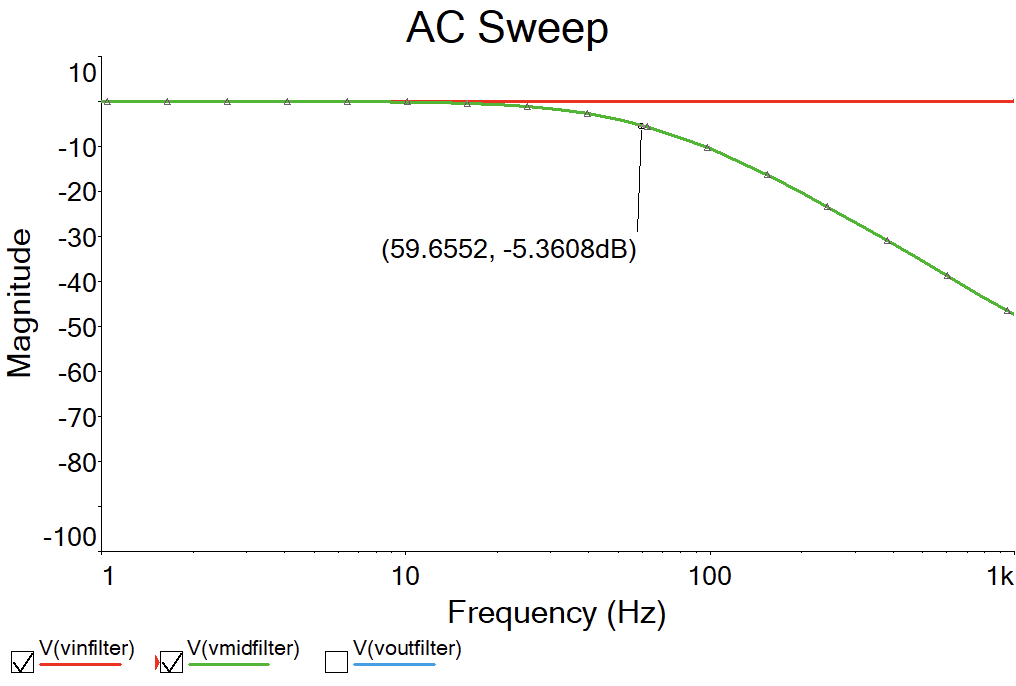 AC Sweep
10
-10
-20
-30
-40
-50
-60
-70
-80
-100
Magnitude
(59.6552, -5.3608dB)
1 10 100 1k
Frequency (Hz)
V(vinfilter) V(vmidfilter) V(voutfilter)